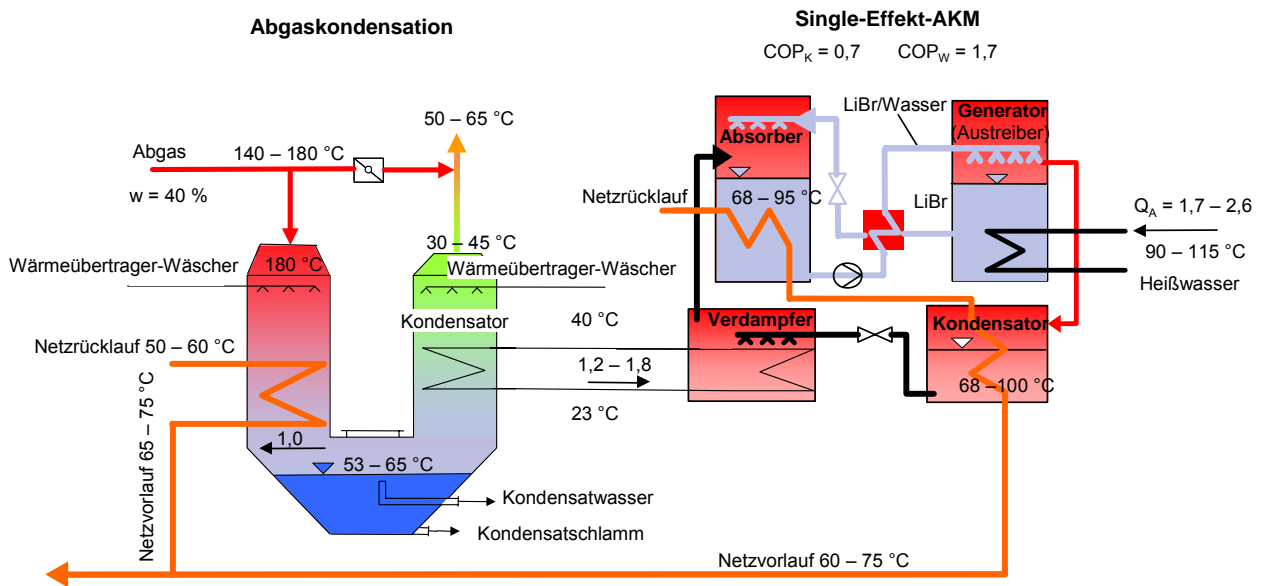 Abgaskondensation
Single-Effekt-AKM
COPK = 0,7 COPW = 1,7
50 – 65 °C
LiBr/Wasser
Generator
(Austreiber)
Absorber
Abgas
140 – 180 °C
w = 40 %
Netzrücklauf
68 – 95 °C
LiBr
QA = 1,7 – 2,6
90 – 115 °C
Heißwasser
30 – 45 °C
Wärmeübertrager-Wäscher
180 °C
Wärmeübertrager-Wäscher
Kondensator
40 °C
Verdampfer
Kondensator
Netzrücklauf 50 – 60 °C
1,2 – 1,8
68 –100 °C
23 °C
Netzvorlauf 65 – 75 °C
1,0
53 – 65 °C
Kondensatwasser
Kondensatschlamm
Netzvorlauf 60 – 75 °C